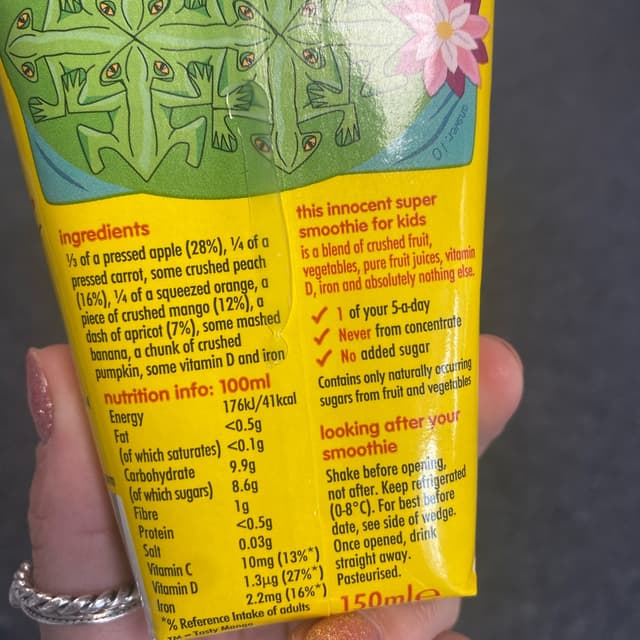 answer: 10
ingredients
⅓ of a pressed apple (28%), ¼ of a
pressed carrot, some crushed peach
(16%), ¼ of a squeezed orange, a
piece of crushed mango (12%), a
dash of apricot (7%), some mashed
banana, a chunk of crushed
pumpkin, some vitamin D and iron
nutrition info: 100ml
Energy 176kJ/41kcal
Fat <0.5g
(of which saturates) <0.1g
Carbohydrate 9.9g
(of which sugars) 8.6g
Fibre 1g
Protein <0.5g
Salt 0.03g
Vitamin C 10mg (13%*)
Vitamin D 1.3µg (27%*)
Iron 2.2mg (16%*)
*% Reference Intake of adults
TM – Tasty Mango
this innocent super
smoothie for kids
is a blend of crushed fruit,
vegetables, pure fruit juices, vitamin
D, iron and absolutely nothing else.
✓ 1 of your 5-a-day
✓ Never from concentrate
✓ No added sugar
Contains only naturally occurring
sugars from fruit and vegetables
looking after your
smoothie
Shake before opening,
not after. Keep refrigerated
(0-8°C). For best before
date, see side of wedge.
Once opened, drink
straight away.
Pasteurised.
150ml℮